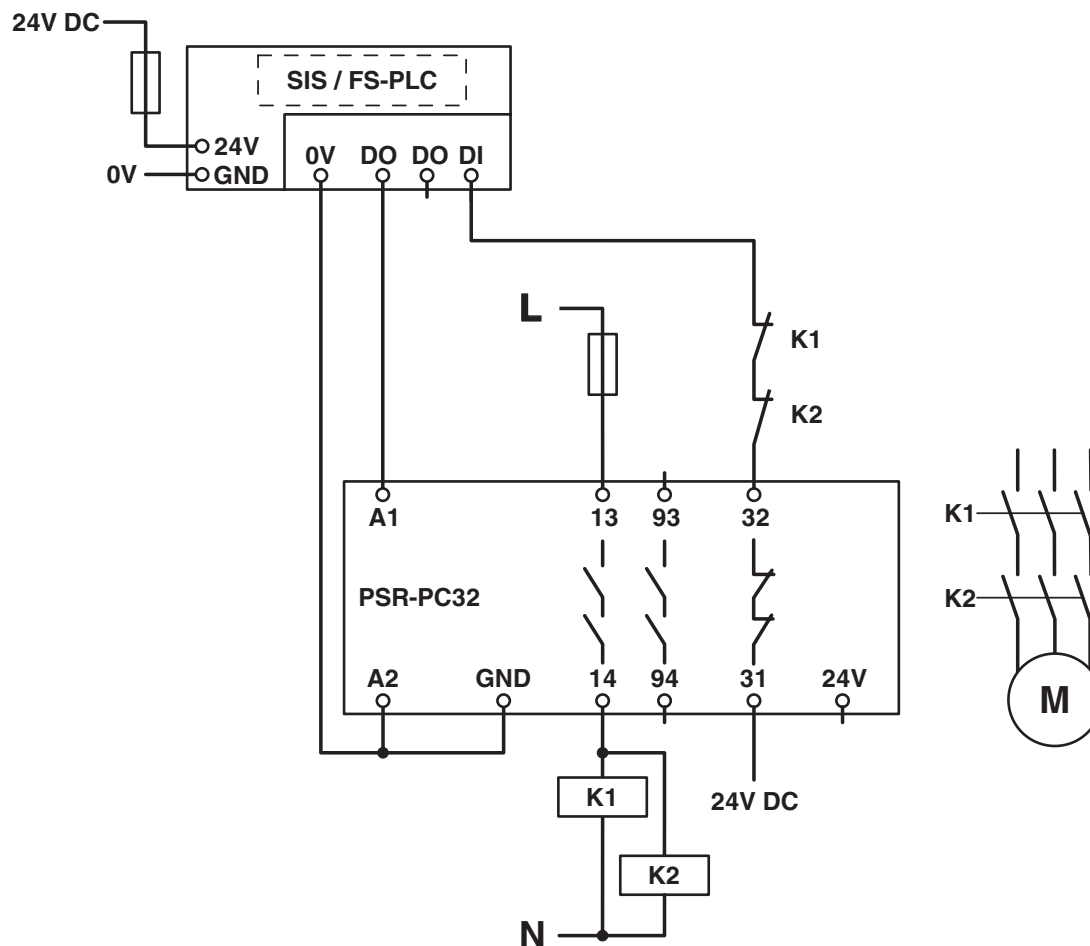 24V DC
SIS / FS-PLC
24V
0V
GND
0V DO DO DI
L
K1
K2
A1 13 93 32
K1
PSR-PC32
K2
A2 GND 14 94 31 24V
M
K1
24V DC
K2
N